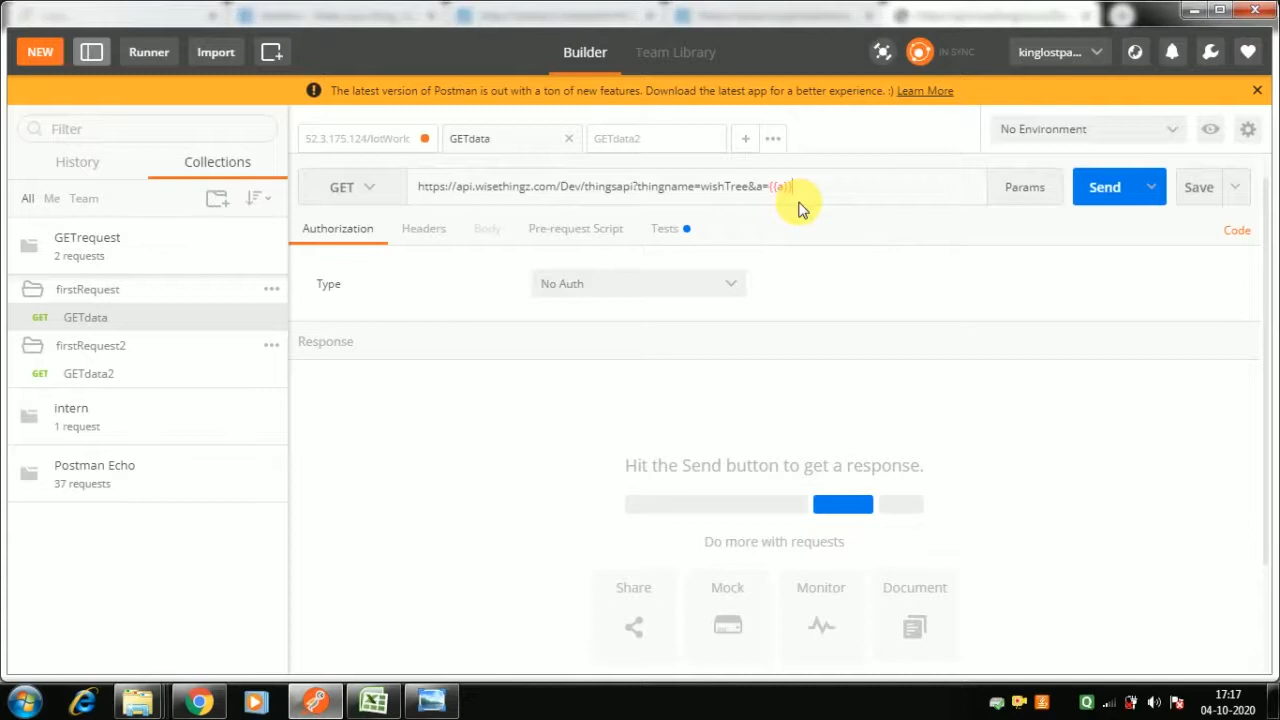 NEW
Runner
Import
Builder
Team Library
IN SYNC
kinglostpa...
The latest version of Postman is out with a ton of new features. Download the latest app for a better experience. :) Learn More
Filter
History
Collections
All Me Team
GETrequest
2 requests
firstRequest
GET GETdata
firstRequest2
GET GETdata2
intern
1 request
Postman Echo
37 requests
GETdata
GETdata2
No Environment
GET
https://api.wisethingz.com/Dev/thingsapi?thingname=wishTree&a={{a}}
Params
Send
Save
Authorization
Headers
Body
Pre-request Script
Tests
Code
Type
No Auth
Response
Hit the Send button to get a response.
Do more with requests
Share
Mock
Monitor
Document
17:17
04-10-2020